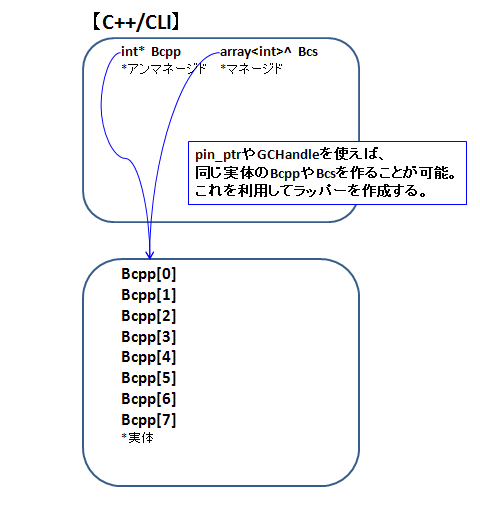 【C++/CLI】
int* Bcpp array<int>^ Bcs
*アンマネージド *マネージド
pin_ptrやGCHandleを使えば、
同じ実体のBcppやBcsを作ることが可能。
これを利用してラッパーを作成する。
Bcpp[0]
Bcpp[1]
Bcpp[2]
Bcpp[3]
Bcpp[4]
Bcpp[5]
Bcpp[6]
Bcpp[7]
*実体